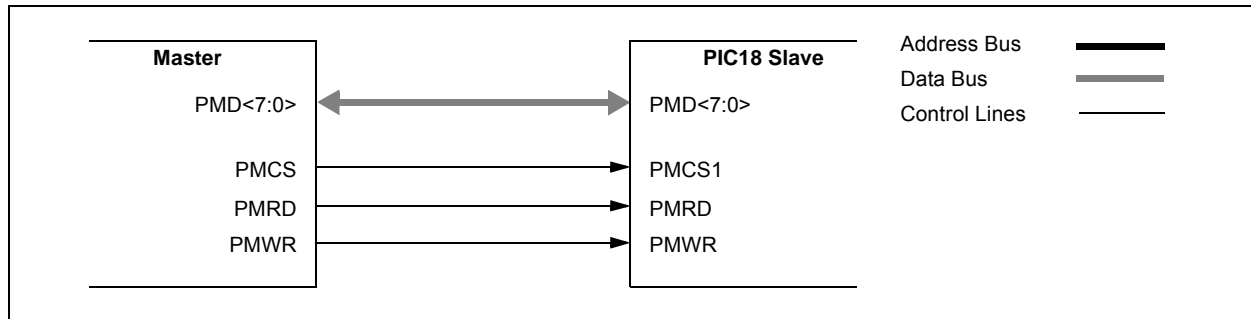 Master
PMD<7:0>
PMCS
PMRD
PMWR
PIC18 Slave
PMD<7:0>
PMCS1
PMRD
PMWR
Address Bus
Data Bus
Control Lines